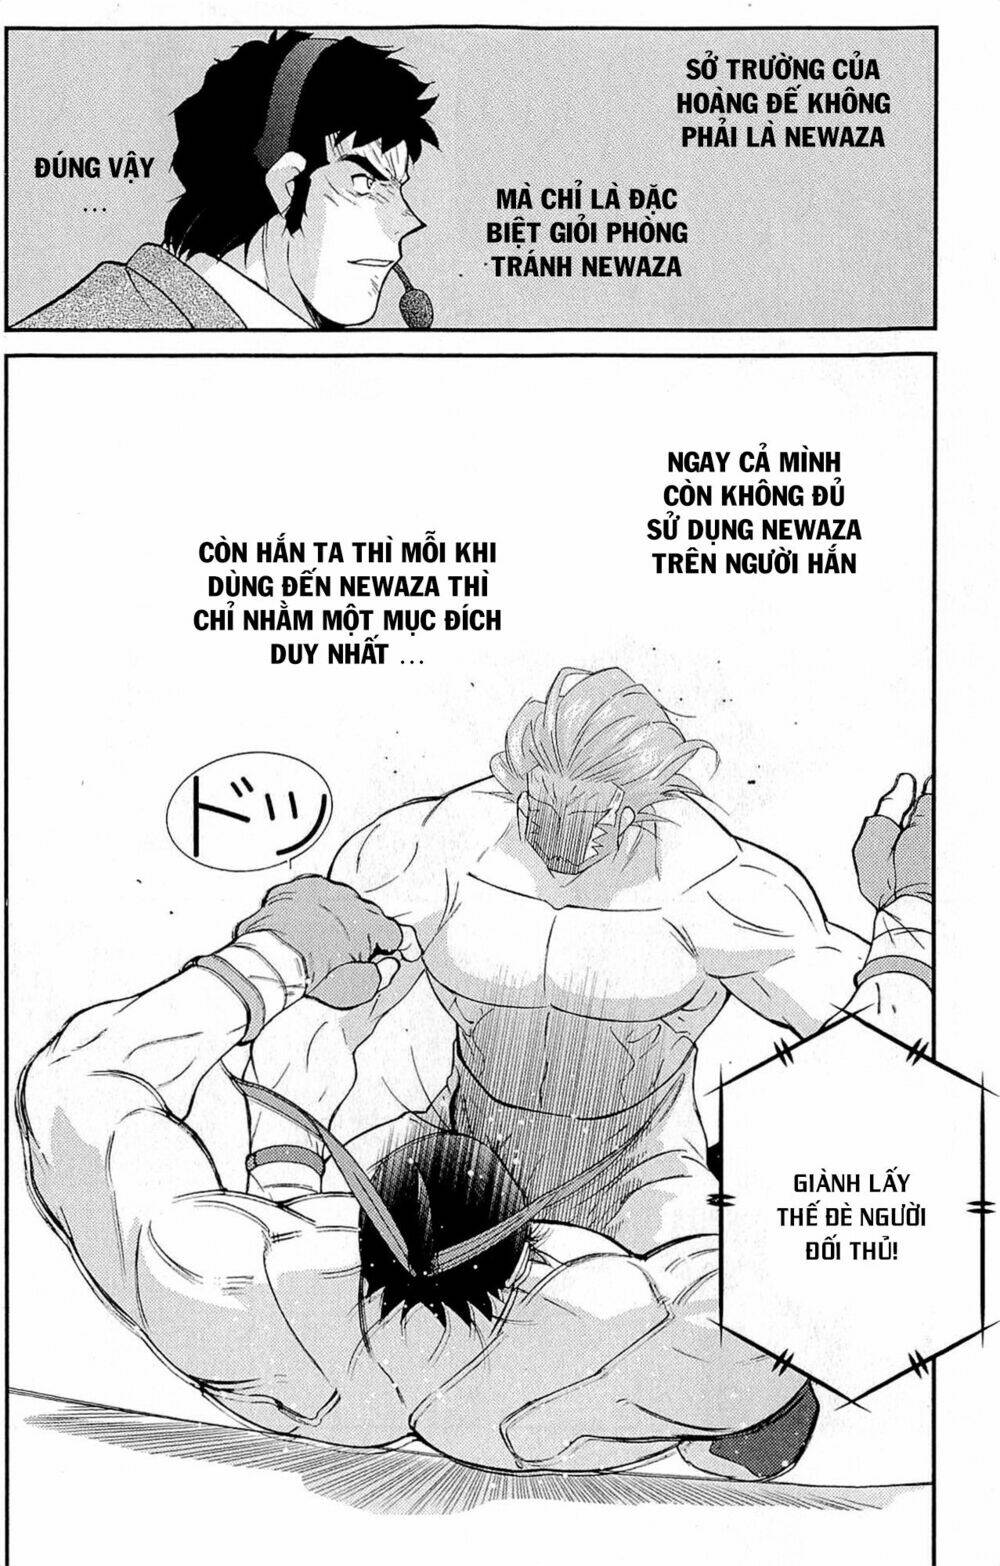 SỞ TRƯỜNG CỦA
HOÀNG ĐẾ KHÔNG
PHẢI LÀ NEWAZA
MÀ CHỈ LÀ ĐẶC
BIỆT GIỎI PHÒNG
TRÁNH NEWAZA
ĐÚNG VẬY
...
NGAY CẢ MÌNH
CÒN KHÔNG ĐỦ
SỬ DỤNG NEWAZA
TRÊN NGƯỜI HẮN
CÒN HẮN TA THÌ MỖI KHI
DÙNG ĐẾN NEWAZA THÌ
CHỈ NHẰM MỘT MỤC ĐÍCH
DUY NHẤT ...
ドッ
GIÀNH LẤY
THẾ ĐÈ NGƯỜI
ĐỐI THỦ!